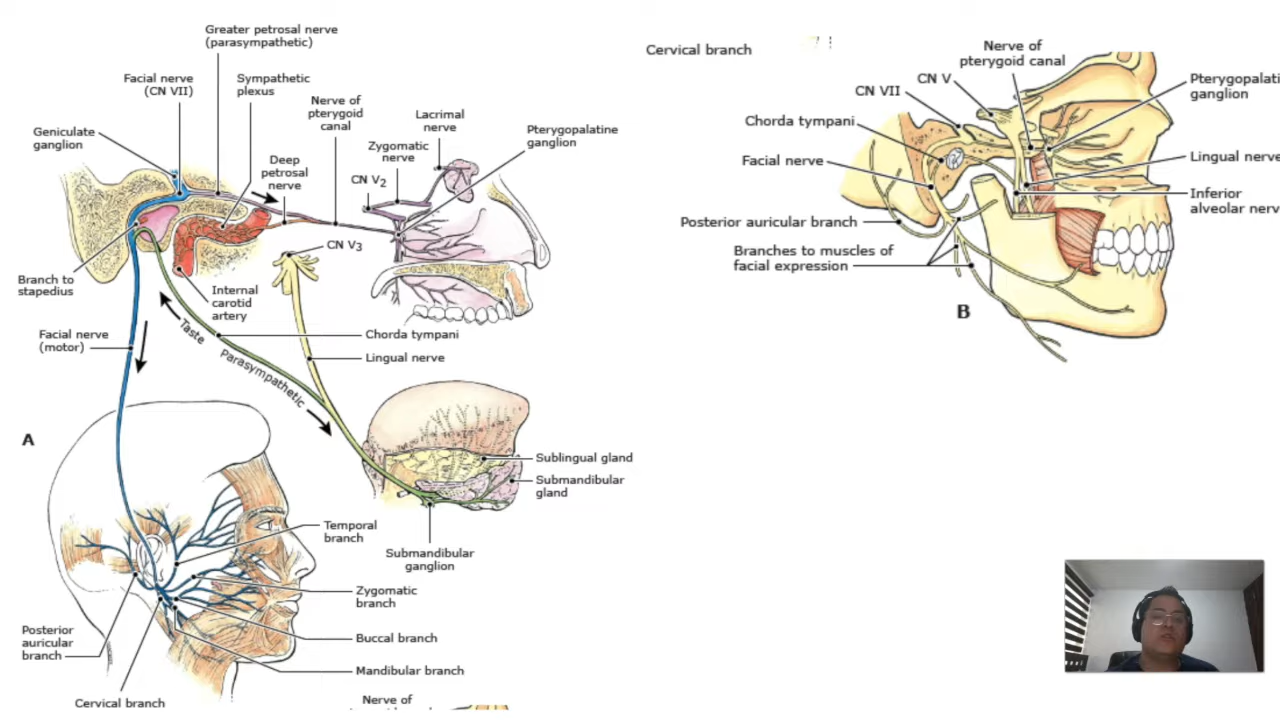 Greater petrosal nerve
(parasympathetic)
Facial nerve
(CN VII)
Sympathetic
plexus
Nerve of
pterygoid
canal
Lacrimal
nerve
Geniculate
ganglion
Deep
petrosal
nerve
Zygomatic
nerve
Pterygopalatine
ganglion
CN V2
CN V3
Branch to
stapedius
Internal
carotid
artery
Facial nerve
(motor)
Taste
Parasympathetic
Chorda tympani
Lingual nerve
A
Sublingual gland
Submandibular
gland
Submandibular
ganglion
Temporal
branch
Zygomatic
branch
Posterior
auricular
branch
Buccal branch
Mandibular branch
Cervical branch
Nerve of
Cervical branch
Nerve of
pterygoid canal
CN V
CN VII
Pterygopalati
ganglion
Chorda tympani
Facial nerve
Lingual nerve
Inferior
alveolar nerv
Posterior auricular branch
Branches to muscles of
facial expression
B